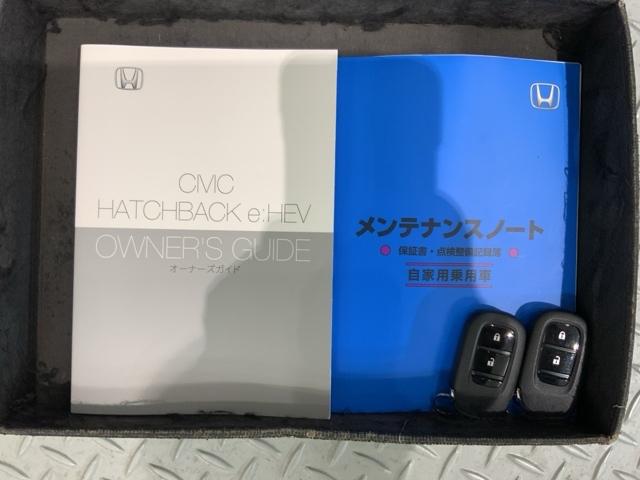 CIVIC
HATCHBACK e:HEV
OWNER'S GUIDE
オーナーズガイド
メンテナンスノート
保証書・点検整備記録簿
自家用乗用車